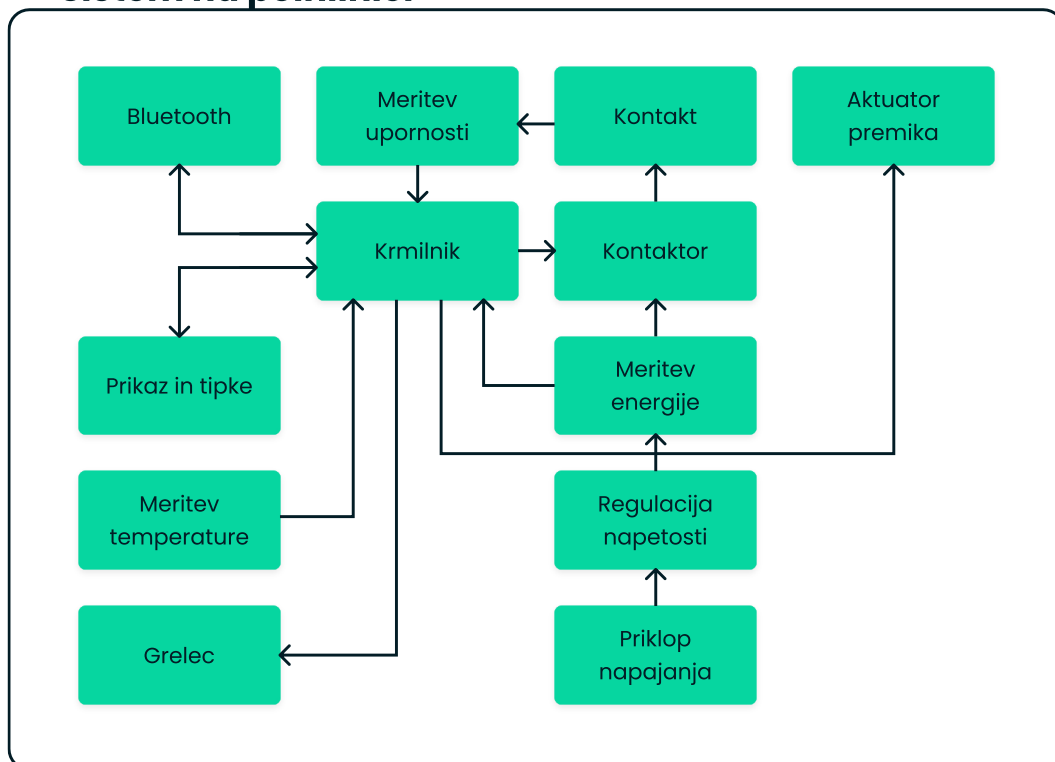 Bluetooth
Meritev
upornosti
Kontakt
Aktuator
premika
Krmilnik
Kontaktor
Prikaz in tipke
Meritev
energije
Meritev
temperature
Regulacija
napetosti
Grelec
Priklop
napajanja